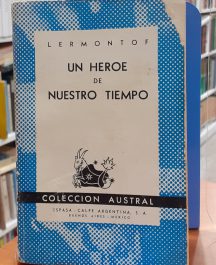 LERMONTOF
UN HEROE
DE
NUESTRO TIEMPO
COLECCION AUSTRAL
ESPASA-CALPE ARGENTINA, S. A.
BUENOS AIRES - MEXICO